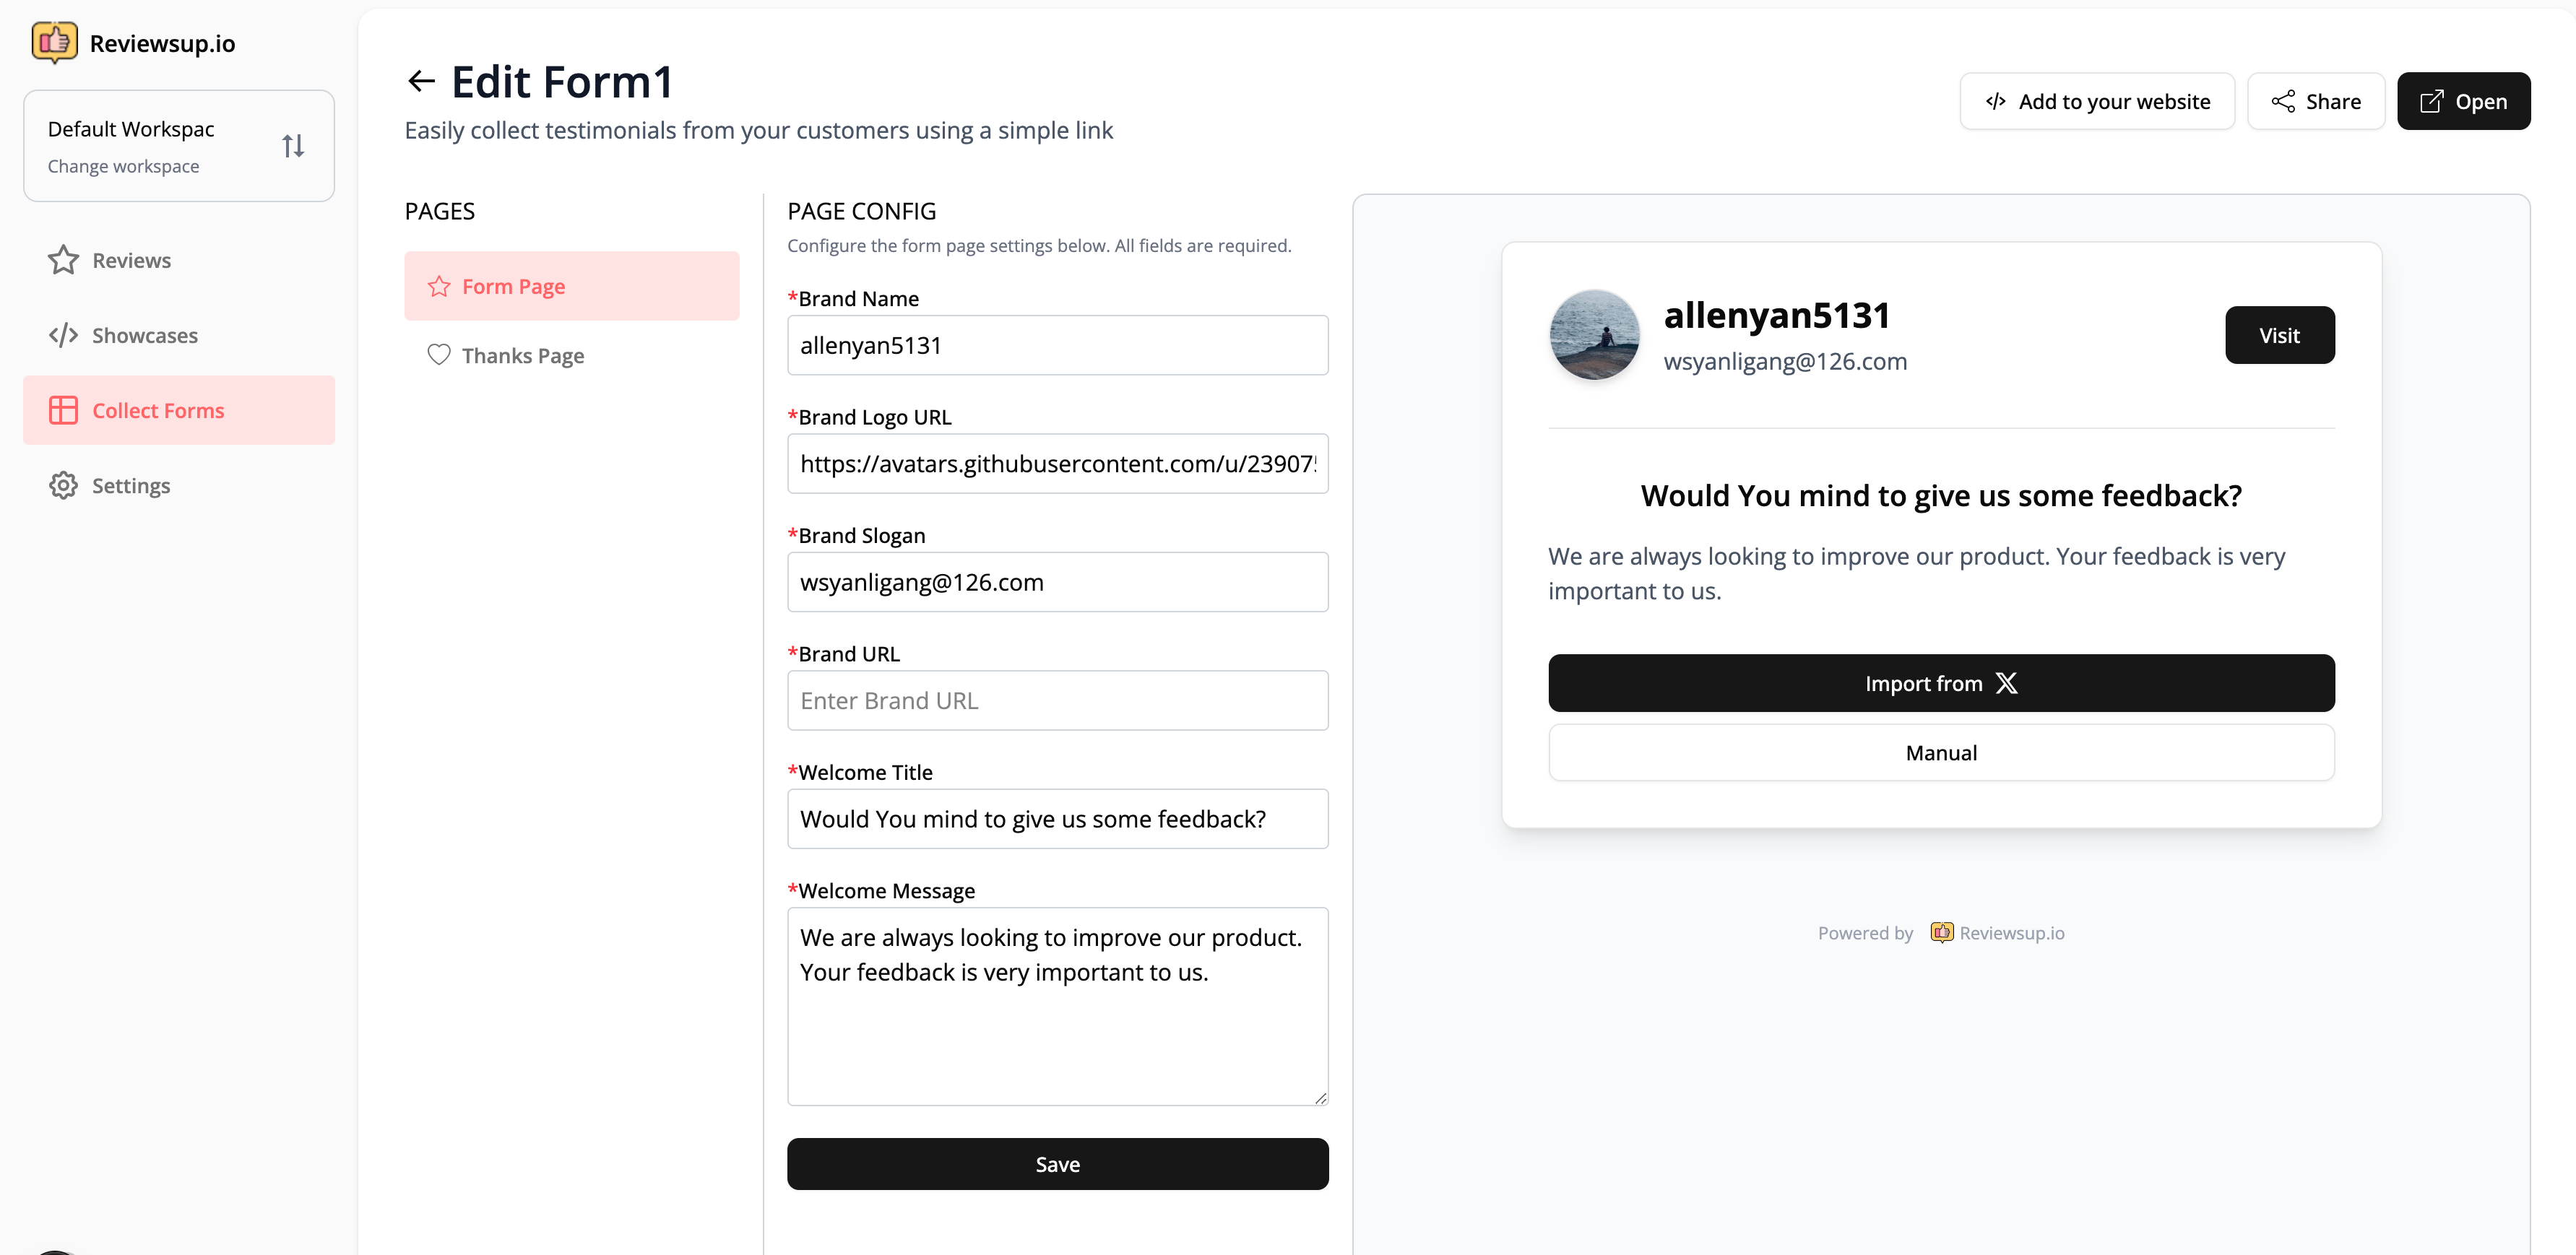 Reviewsup.io
Default Workspac
Change workspace
Reviews
Showcases
Collect Forms
Settings
Edit Form1
Easily collect testimonials from your customers using a simple link
Add to your website
Share
Open
PAGES
Form Page
Thanks Page
PAGE CONFIG
Configure the form page settings below. All fields are required.
*Brand Name
allenyan5131
*Brand Logo URL
https://avatars.githubusercontent.com/u/23907
*Brand Slogan
wsyanligang@126.com
*Brand URL
Enter Brand URL
*Welcome Title
Would You mind to give us some feedback?
*Welcome Message
We are always looking to improve our product.
Your feedback is very important to us.
Save
allenyan5131
wsyanligang@126.com
Visit
Would You mind to give us some feedback?
We are always looking to improve our product. Your feedback is very
important to us.
Import from X
Manual
Powered by Reviewsup.io